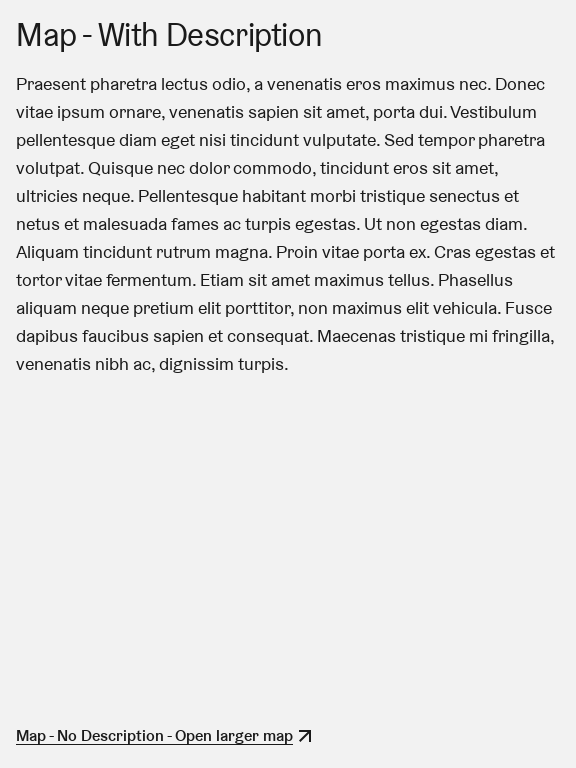 Map - With Description
Praesent pharetra lectus odio, a venenatis eros maximus nec. Donec
vitae ipsum ornare, venenatis sapien sit amet, porta dui. Vestibulum
pellentesque diam eget nisi tincidunt vulputate. Sed tempor pharetra
volutpat. Quisque nec dolor commodo, tincidunt eros sit amet,
ultricies neque. Pellentesque habitant morbi tristique senectus et
netus et malesuada fames ac turpis egestas. Ut non egestas diam.
Aliquam tincidunt rutrum magna. Proin vitae porta ex. Cras egestas et
tortor vitae fermentum. Etiam sit amet maximus tellus. Phasellus
aliquam neque pretium elit porttitor, non maximus elit vehicula. Fusce
dapibus faucibus sapien et consequat. Maecenas tristique mi fringilla,
venenatis nibh ac, dignissim turpis.
Map - No Description - Open larger map